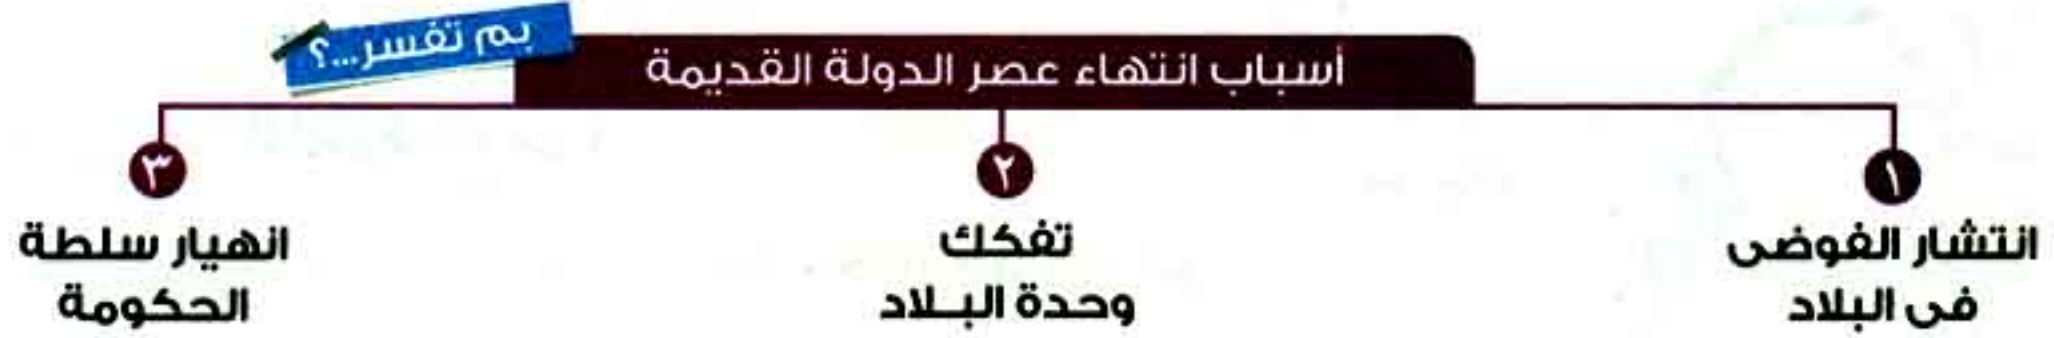 بم تفسر...؟
أسباب انتهاء عصر الدولة القديمة
١
انتشار الفوضى
فى البلاد
٢
تفكك
وحدة البلاد
٣
انهيار سلطة
الحكومة